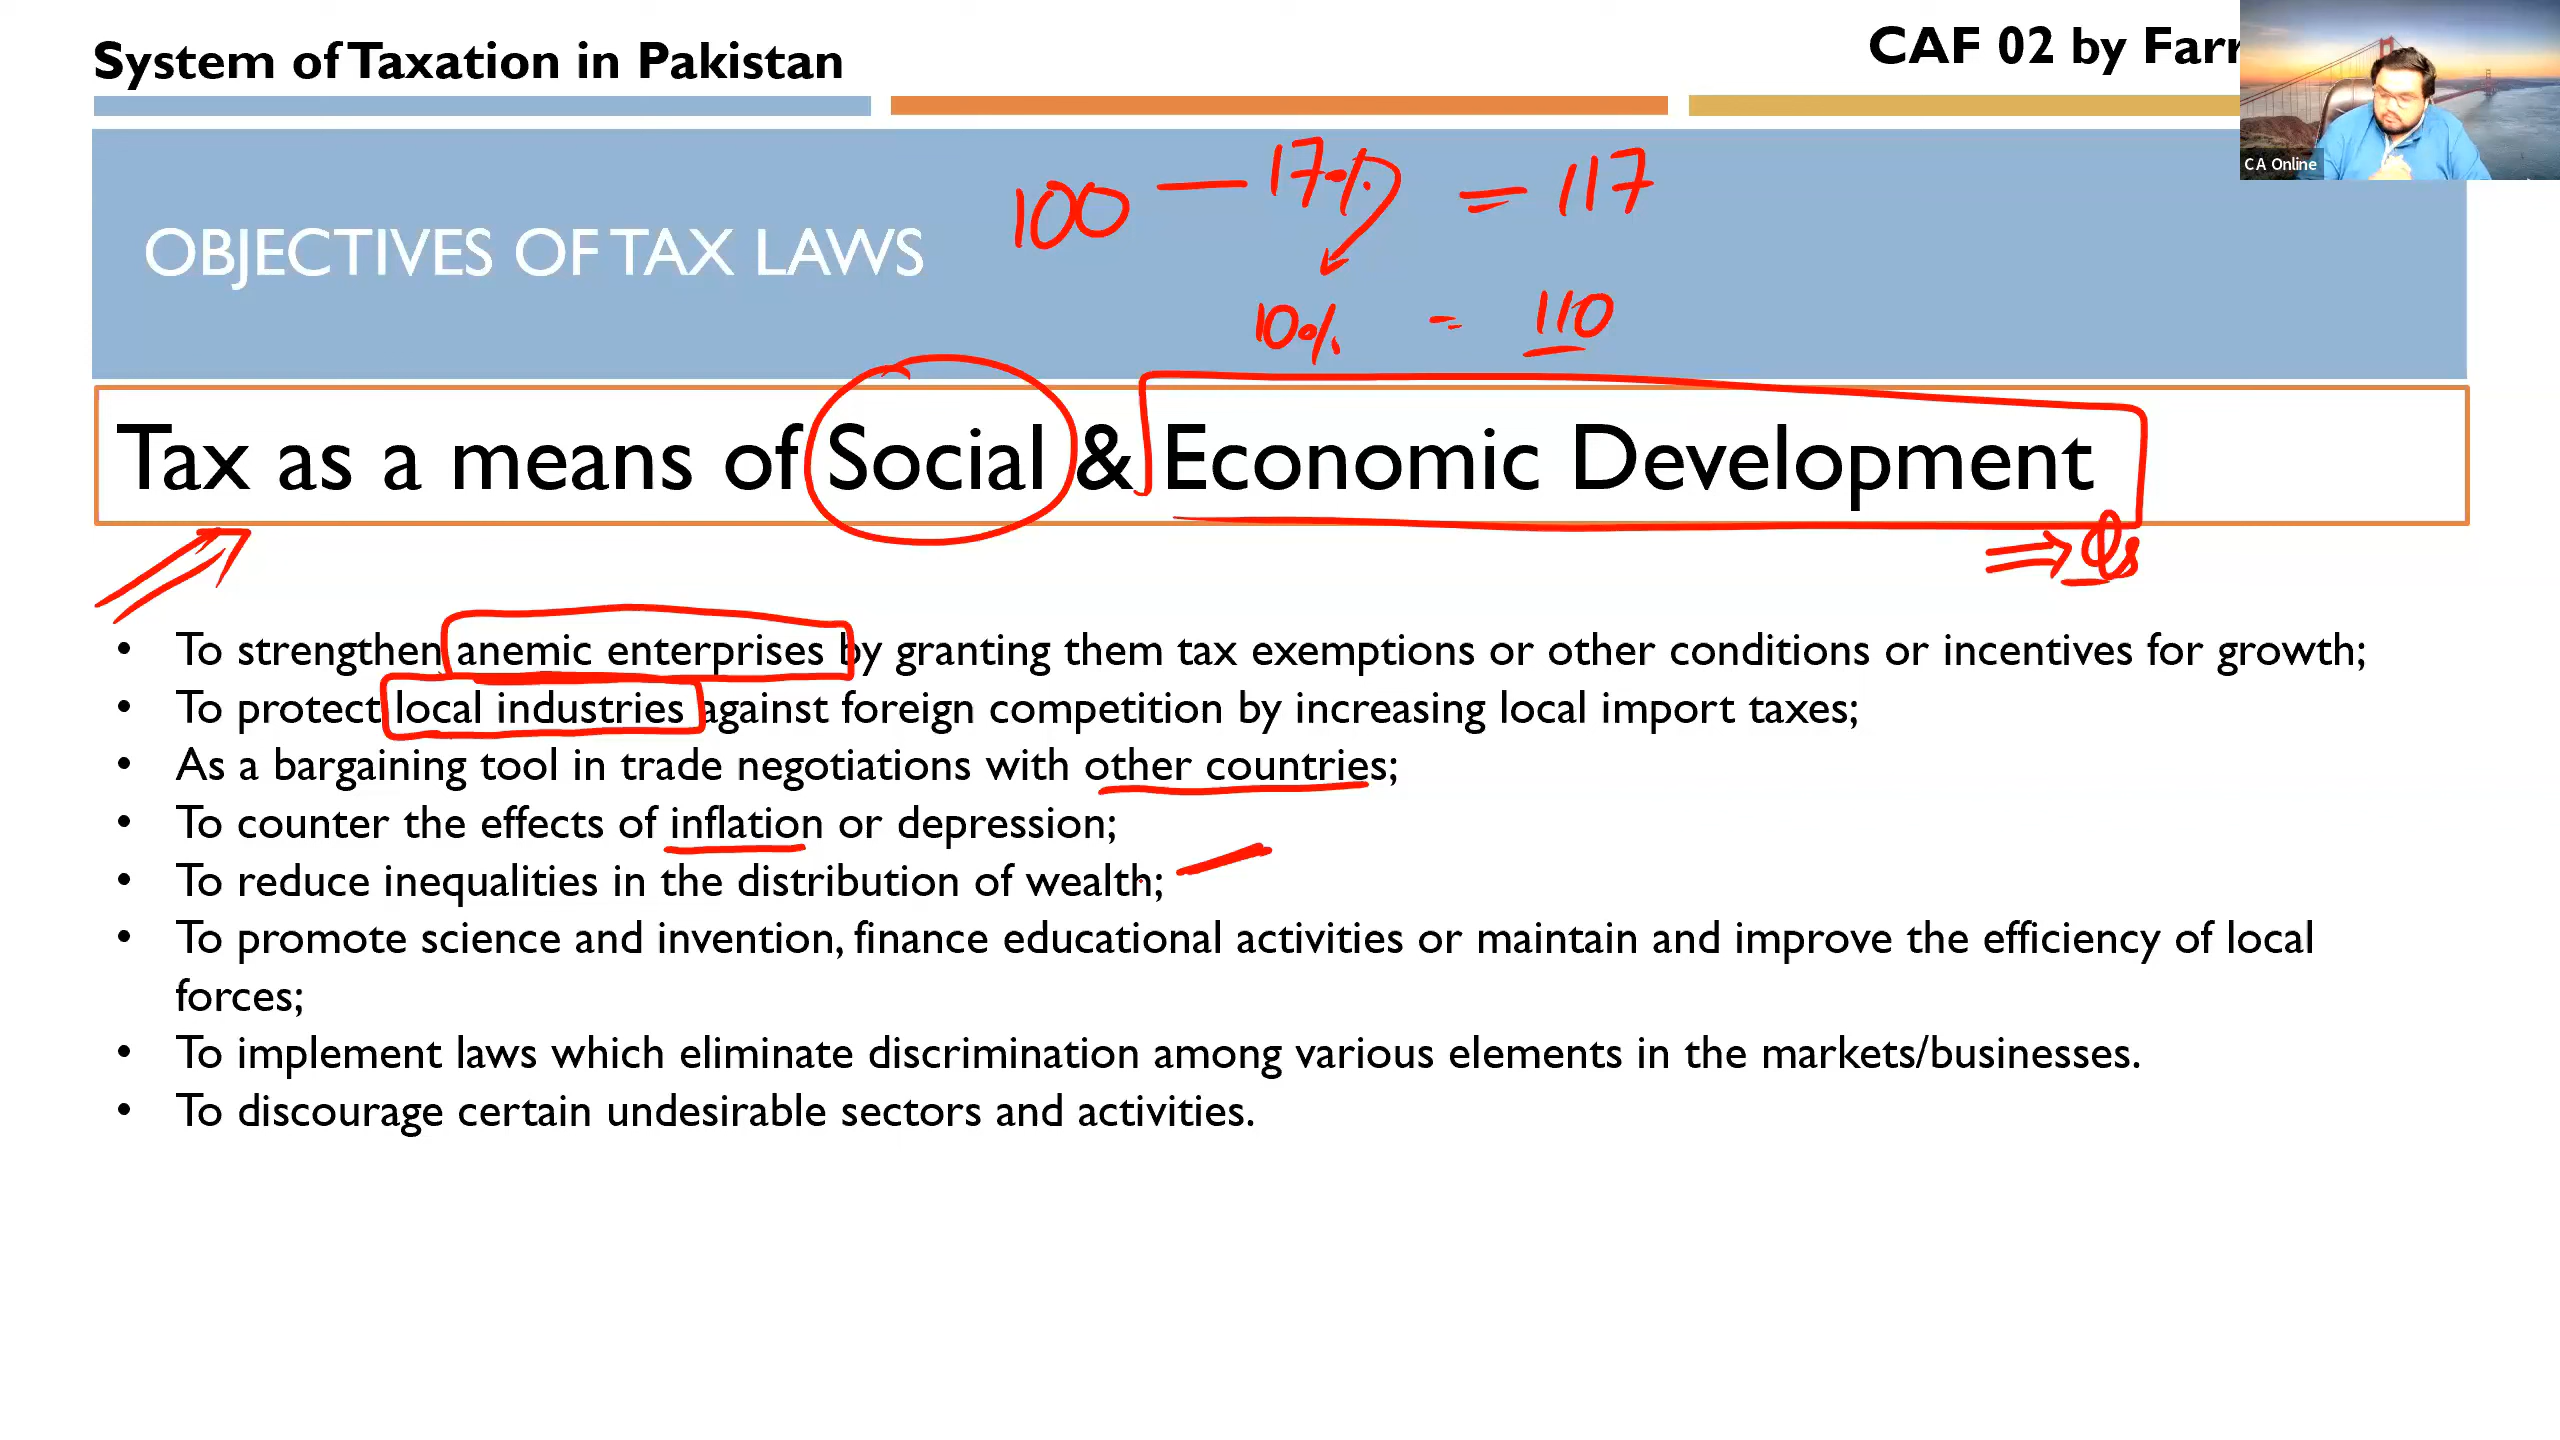 System of Taxation in Pakistan
CAF 02 by Farr
CA Online
100 — 17% = 117
10% = 110
OBJECTIVES OF TAX LAWS
Tax as a means of Social & Economic Development
• To strengthen anemic enterprises by granting them tax exemptions or other conditions or incentives for growth;
• To protect local industries against foreign competition by increasing local import taxes;
• As a bargaining tool in trade negotiations with other countries;
• To counter the effects of inflation or depression;
• To reduce inequalities in the distribution of wealth;
• To promote science and invention, finance educational activities or maintain and improve the efficiency of local
forces;
• To implement laws which eliminate discrimination among various elements in the markets/businesses.
• To discourage certain undesirable sectors and activities.